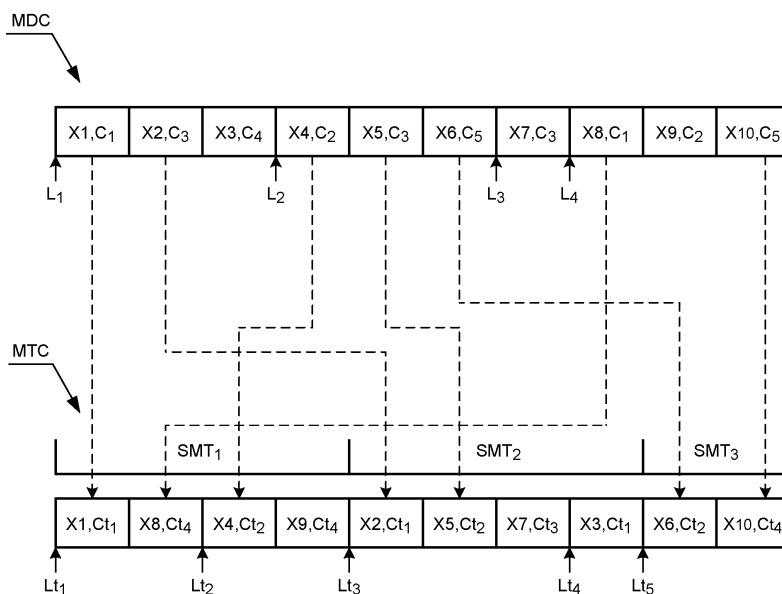 MDC
X1,C1 X2,C3 X3,C4 X4,C2 X5,C3 X6,C5 X7,C3 X8,C1 X9,C2 X10,C5
L1 L2 L3 L4
MTC
SMT1 SMT2 SMT3
X1,Ct1 X8,Ct4 X4,Ct2 X9,Ct4 X2,Ct1 X5,Ct2 X7,Ct3 X3,Ct1 X6,Ct2 X10,Ct4
Lt1 Lt2 Lt3 Lt4 Lt5